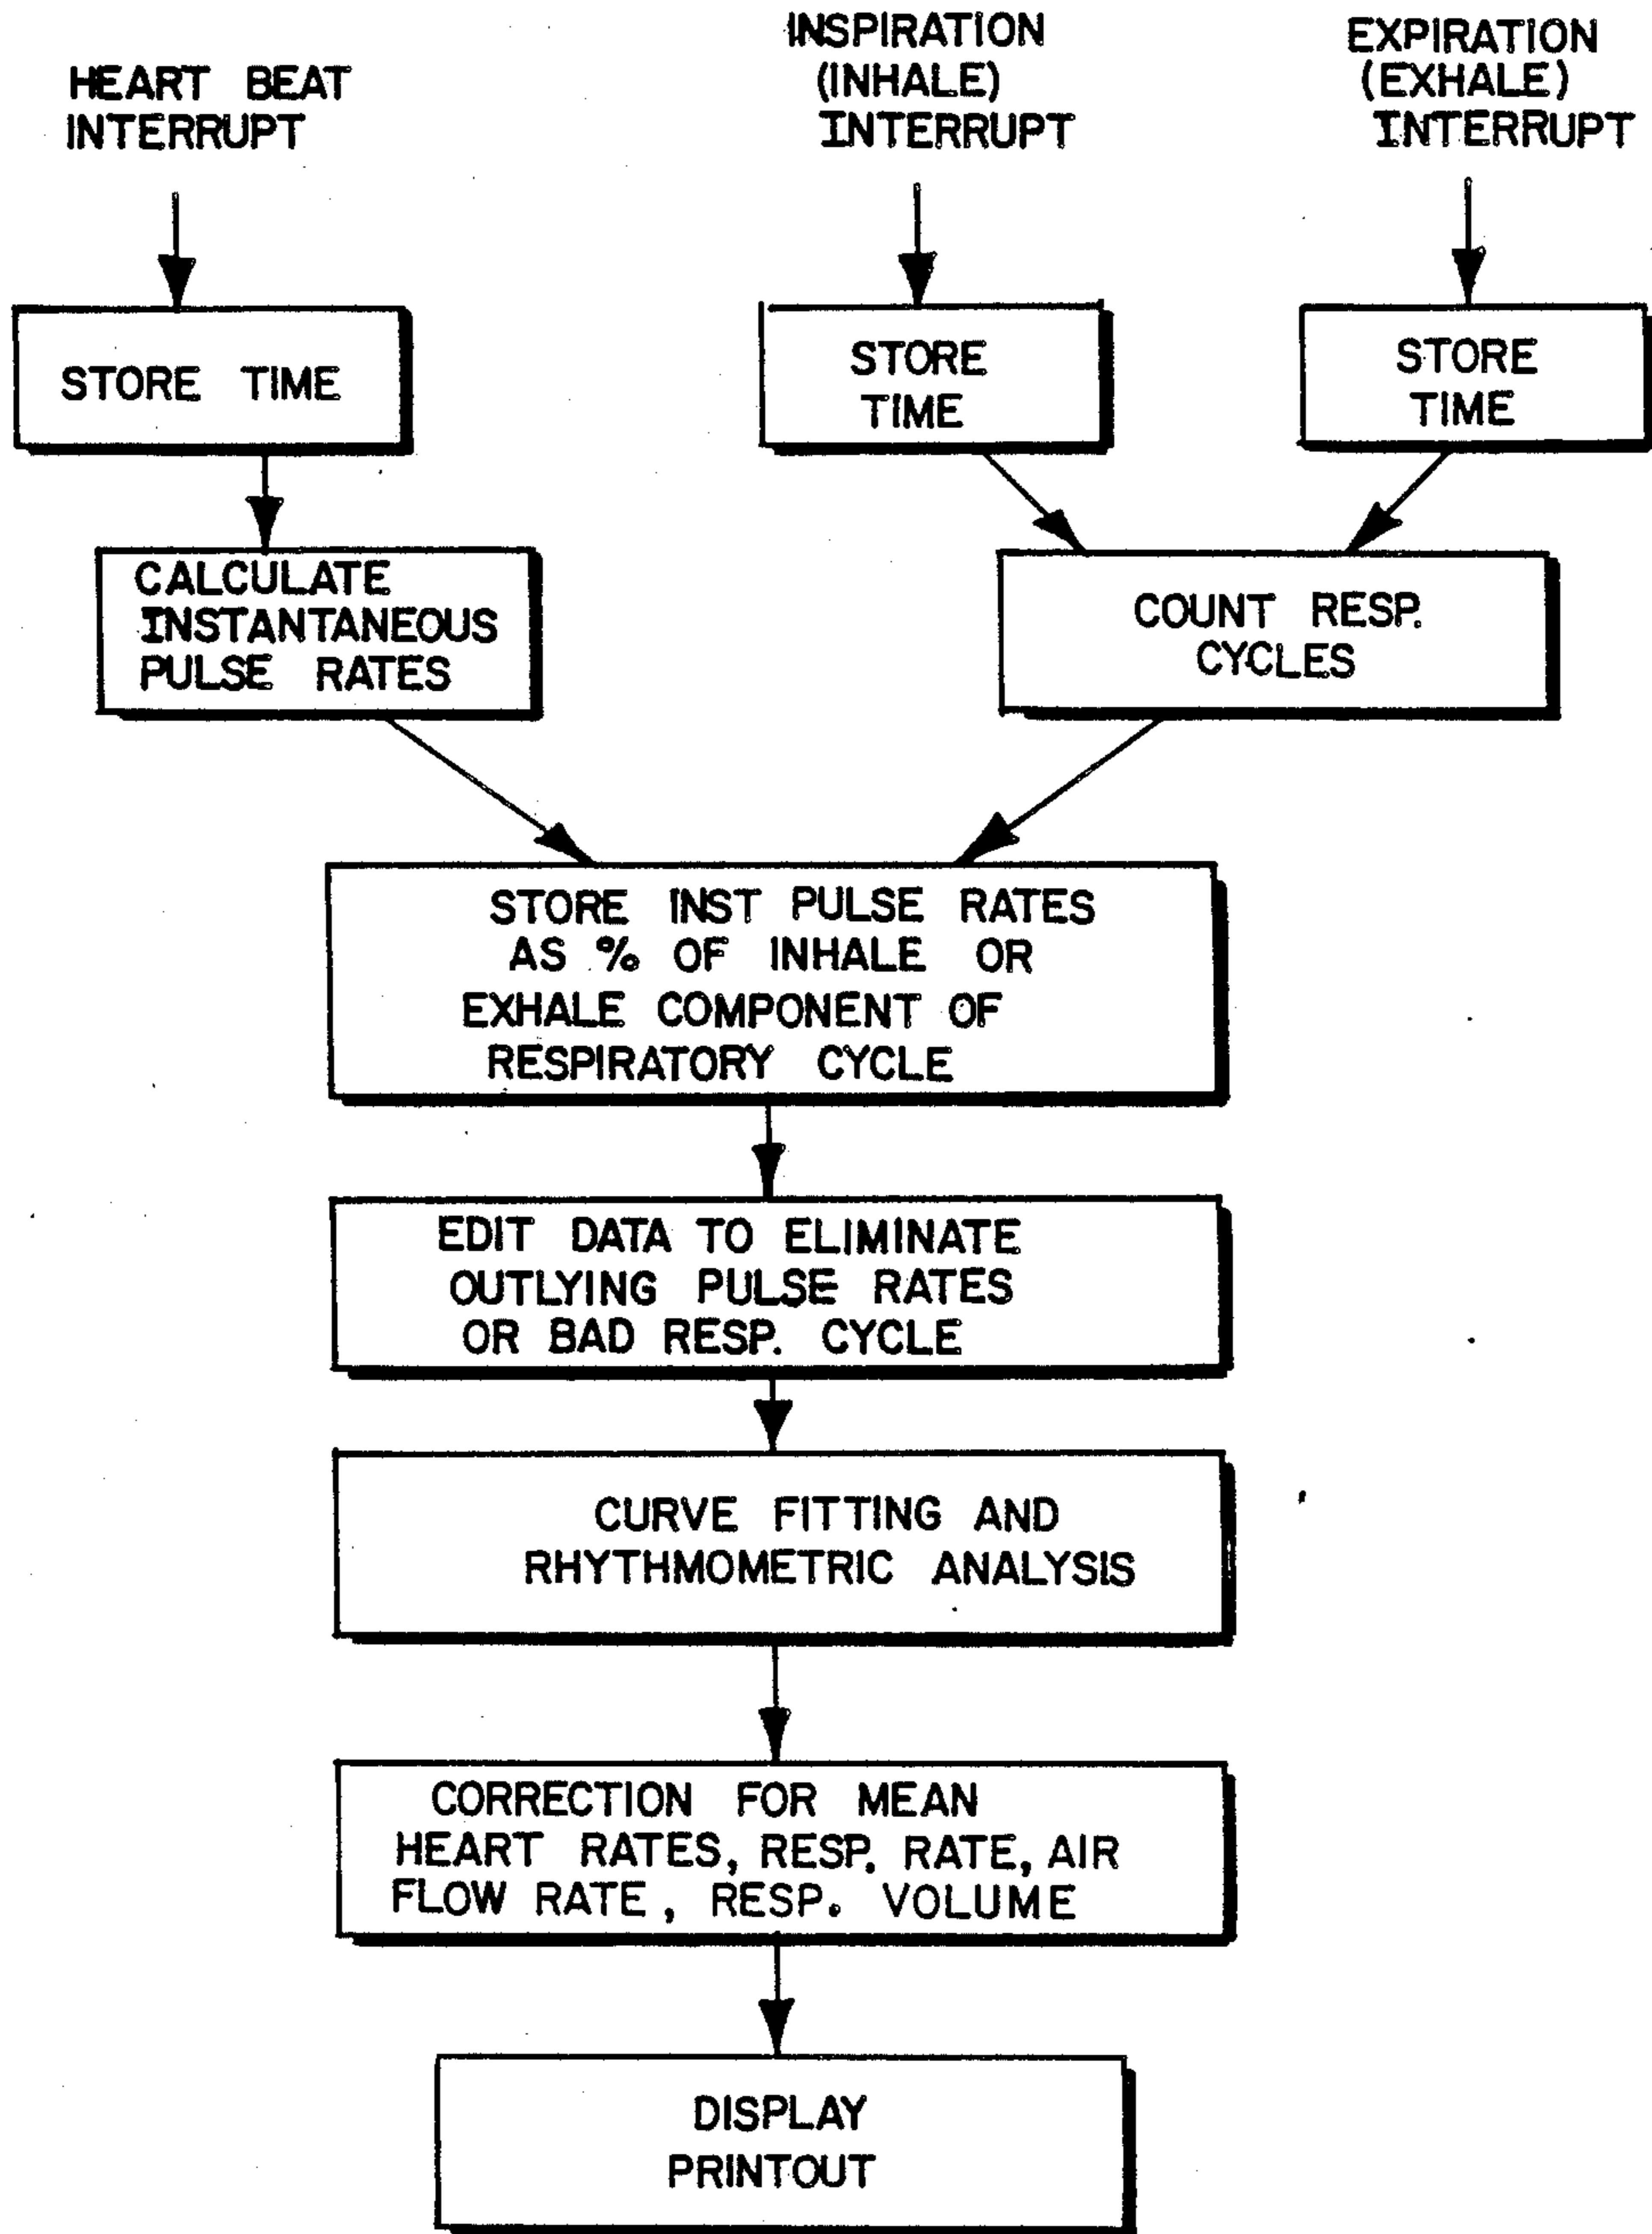 HEART BEAT
INTERRUPT
INSPIRATION
(INHALE)
INTERRUPT
EXPIRATION
(EXHALE)
INTERRUPT
STORE TIME
STORE
TIME
STORE
TIME
CALCULATE
INSTANTANEOUS
PULSE RATES
COUNT RESP.
CYCLES
STORE INST PULSE RATES
AS % OF INHALE OR
EXHALE COMPONENT OF
RESPIRATORY CYCLE
EDIT DATA TO ELIMINATE
OUTLYING PULSE RATES
OR BAD RESP. CYCLE
CURVE FITTING AND
RHYTHMOMETRIC ANALYSIS
CORRECTION FOR MEAN
HEART RATES, RESP. RATE, AIR
FLOW RATE, RESP. VOLUME
DISPLAY
PRINTOUT